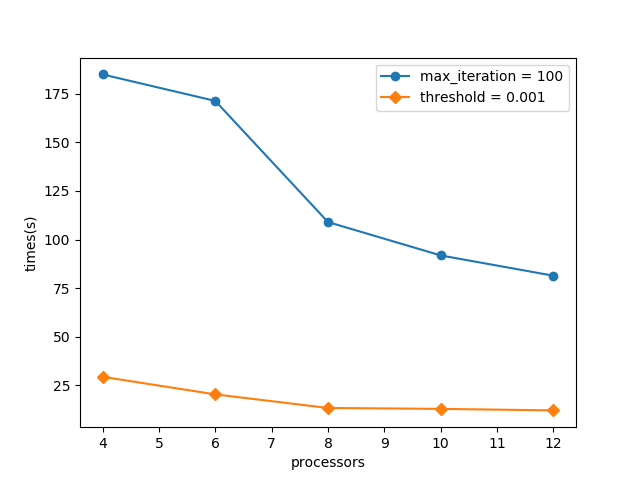 max_iteration = 100
threshold = 0.001
175
150
125
100
75
50
25
times(s)
4 5 6 7 8 9 10 11 12
processors